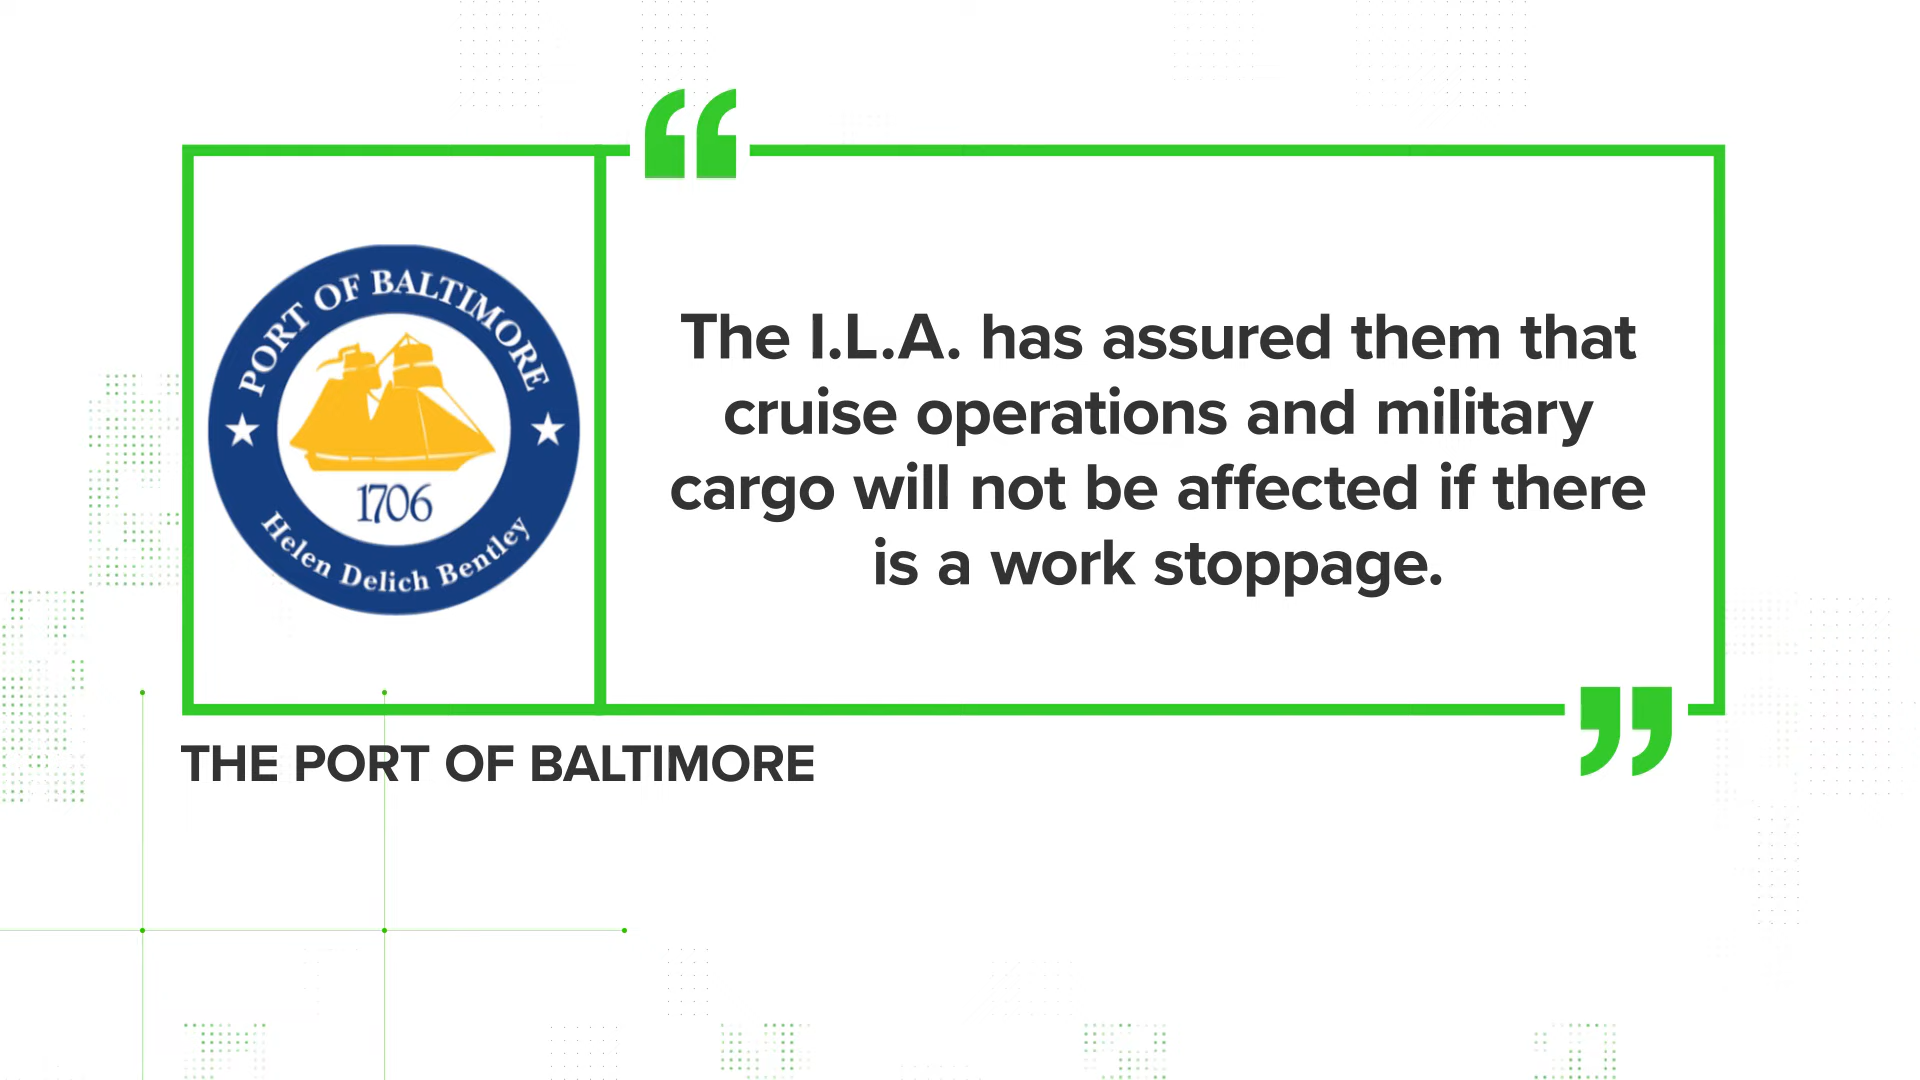 PORT OF BALTIMORE
1706
Helen Delich Bentley
“
The I.L.A. has assured them that
cruise operations and military
cargo will not be affected if there
is a work stoppage.
”
THE PORT OF BALTIMORE